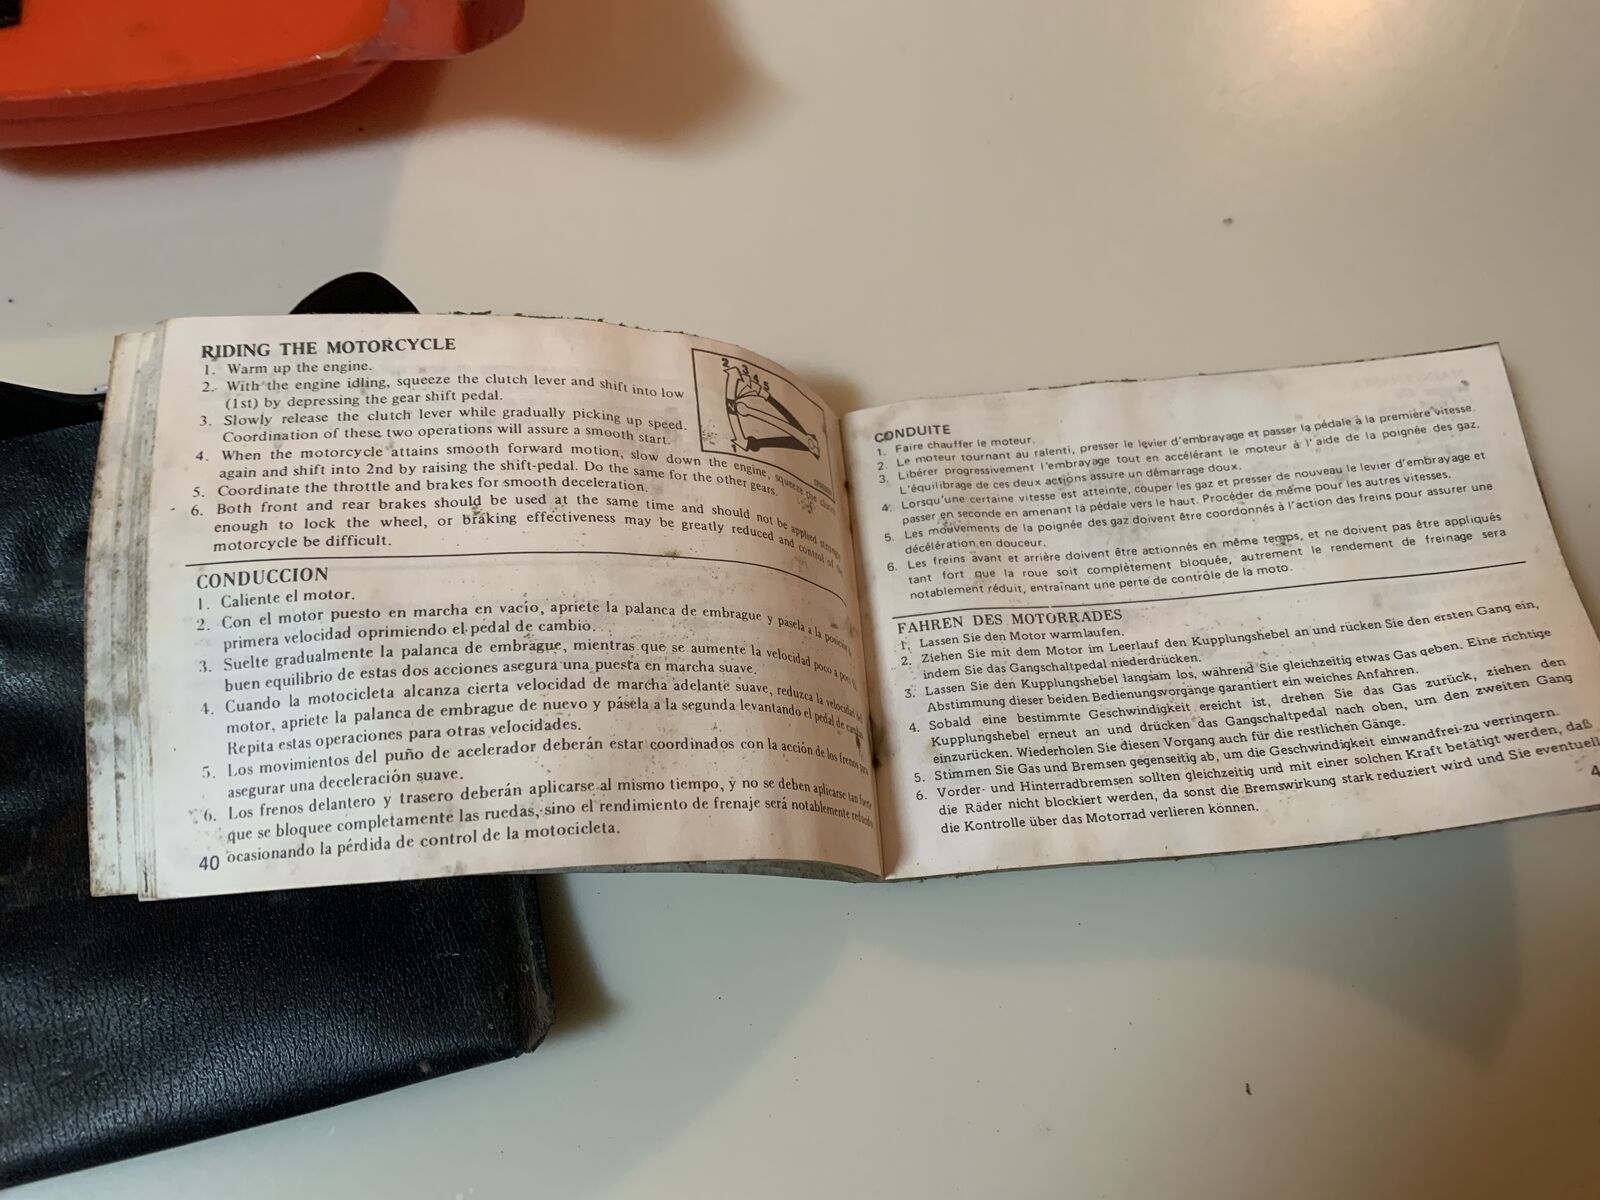 RIDING THE MOTORCYCLE
1. Warm up the engine.
2. With the engine idling, squeeze the clutch lever and shift into low
(1st) by depressing the gear shift pedal.
3. Slowly release the clutch lever while gradually picking up speed.
Coordination of these two operations will assure a smooth start.
4. When the motorcycle attains smooth forward motion, slow down the engine, squeeze the clutch
again and shift into 2nd by raising the shift-pedal. Do the same for the other gears.
5. Coordinate the throttle and brakes for smooth deceleration.
6. Both front and rear brakes should be used at the same time and should not be applied strong
enough to lock the wheel, or braking effectiveness may be greatly reduced and control of the
motorcycle be difficult.
2
3
4
5
1
CONDUCCION
1. Caliente el motor.
2. Con el motor puesto en marcha en vacío, apriete la palanca de embrague y pásela a la posición
primera velocidad oprimiendo el pedal de cambio.
3. Suelte gradualmente la palanca de embrague, mientras que se aumente la velocidad poco a poco.
buen equilibrio de estas dos acciones asegura una puesta en marcha suave.
4. Cuando la motocicleta alcanza cierta velocidad de marcha adelante suave, reduzca la velocidad del
motor, apriete la palanca de embrague de nuevo y pásela a la segunda levantando el pedal de cambio
Repita estas operaciones para otras velocidades.
5. Los movimientos del puño de acelerador deberán estar coordinados con la acción de los frenos para
asegurar una deceleración suave.
6. Los frenos delantero y trasero deberán aplicarse al mismo tiempo, y no se deben aplicarse tan fuerte
que se bloquee completamente las ruedas, sino el rendimiento de frenaje será notablemente reducido
ocasionando la pérdida de control de la motocicleta.
40
CONDUITE
1. Faire chauffer le moteur.
2. Le moteur tournant au ralenti, presser le levier d'embrayage et passer la pédale à la première vitesse.
3. Libérer progressivement l'embrayage tout en accélérant le moteur à l'aide de la poignée des gaz.
L'équilibrage de ces deux actions assure un démarrage doux.
4. Lorsqu'une certaine vitesse est atteinte, couper les gaz et presser de nouveau le levier d'embrayage et
passer en seconde en amenant la pédale vers le haut. Procéder de même pour les autres vitesses.
5. Les mouvements de la poignée des gaz doivent être coordonnés à l'action des freins pour assurer une
décélération en douceur.
6. Les freins avant et arrière doivent être actionnés en même temps, et ne doivent pas être appliqués
tant fort que la roue soit complètement bloquée, autrement le rendement de freinage sera
notablement réduit, entraînant une perte de contrôle de la moto.
FAHREN DES MOTORRADES
1. Lassen Sie den Motor warmlaufen.
2. Ziehen Sie mit dem Motor im Leerlauf den Kupplungshebel an und rücken Sie den ersten Gang ein,
indem Sie das Gangschaltpedal niederdrücken.
3. Lassen Sie den Kupplungshebel langsam los, während Sie gleichzeitig etwas Gas geben. Eine richtige
Abstimmung dieser beiden Bedienungsvorgänge garantiert ein weiches Anfahren.
4. Sobald eine bestimmte Geschwindigkeit ereicht ist, drehen Sie das Gas zurück, ziehen den
Kupplungshebel erneut an und drücken das Gangschaltpedal nach oben, um den zweiten Gang
einzurücken. Wiederholen Sie diesen Vorgang auch für die restlichen Gänge.
5. Stimmen Sie Gas und Bremsen gegenseitig ab, um die Geschwindigkeit einwandfrei zu verringern.
6. Vorder- und Hinterradbremsen sollten gleichzeitig und mit einer solchen Kraft betätigt werden, daß
die Räder nicht blockiert werden, da sonst die Bremswirkung stark reduziert wird und Sie eventuell
die Kontrolle über das Motorrad verlieren können.
4